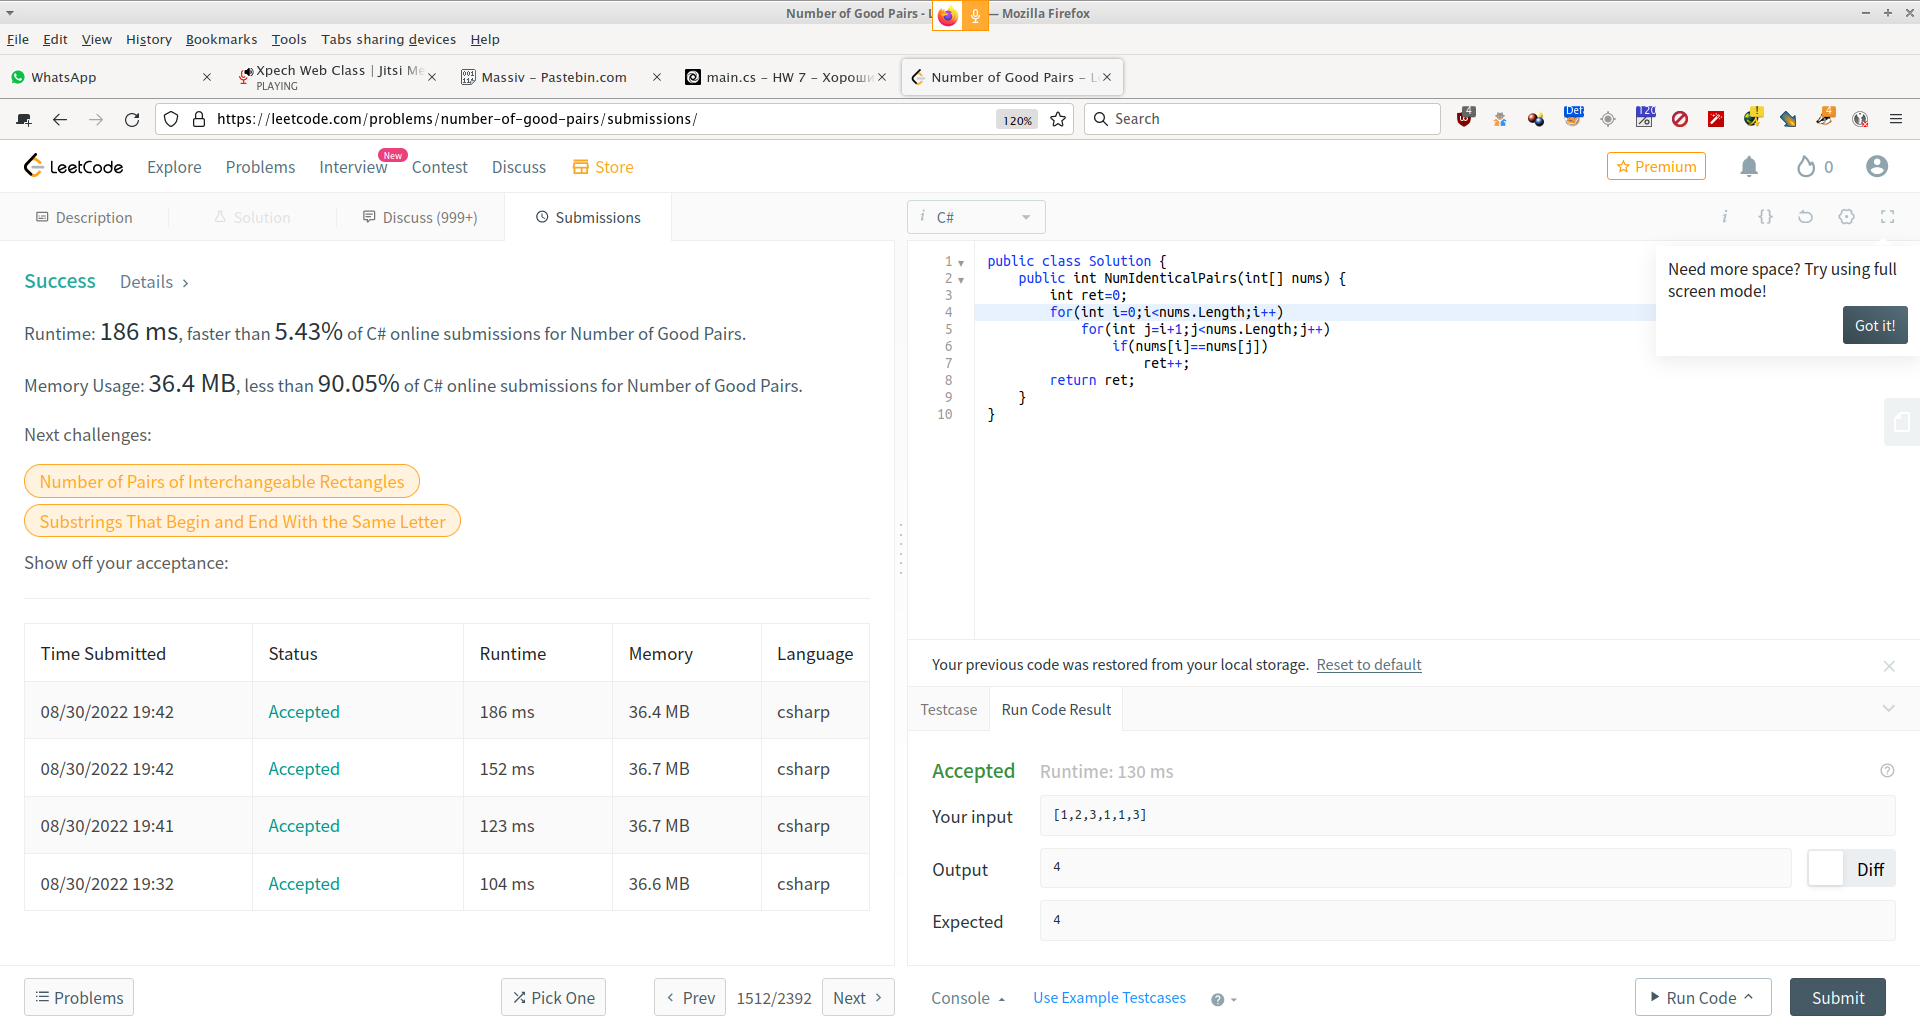 Number of Good Pairs - L — Mozilla Firefox
File Edit View History Bookmarks Tools Tabs sharing devices Help
WhatsApp
Xpech Web Class | Jitsi Me
PLAYING
Massiv – Pastebin.com
main.cs – HW 7 – Хороши
Number of Good Pairs – L
https://leetcode.com/problems/number-of-good-pairs/submissions/
120%
Search
4
Def
120
4
LeetCode
Explore
Problems
Interview
New
Contest
Discuss
Store
Premium
0
Description
Solution
Discuss (999+)
Submissions
Success
Details
Runtime: 186 ms, faster than 5.43% of C# online submissions for Number of Good Pairs.
Memory Usage: 36.4 MB, less than 90.05% of C# online submissions for Number of Good Pairs.
Next challenges:
Number of Pairs of Interchangeable Rectangles
Substrings That Begin and End With the Same Letter
Show off your acceptance:
Time Submitted Status Runtime Memory Language
08/30/2022 19:42 Accepted 186 ms 36.4 MB csharp
08/30/2022 19:42 Accepted 152 ms 36.7 MB csharp
08/30/2022 19:41 Accepted 123 ms 36.7 MB csharp
08/30/2022 19:32 Accepted 104 ms 36.6 MB csharp
Problems
Pick One
Prev
1512/2392
Next
i C#
i {}
1 public class Solution {
2 public int NumIdenticalPairs(int[] nums) {
3 int ret=0;
4 for(int i=0;i<nums.Length;i++)
5 for(int j=i+1;j<nums.Length;j++)
6 if(nums[i]==nums[j])
7 ret++;
8 return ret;
9 }
10 }
Need more space? Try using full
screen mode!
Got it!
Your previous code was restored from your local storage. Reset to default
Testcase
Run Code Result
Accepted Runtime: 130 ms
Your input [1,2,3,1,1,3]
Output 4
Diff
Expected 4
Console
Use Example Testcases
Run Code
Submit